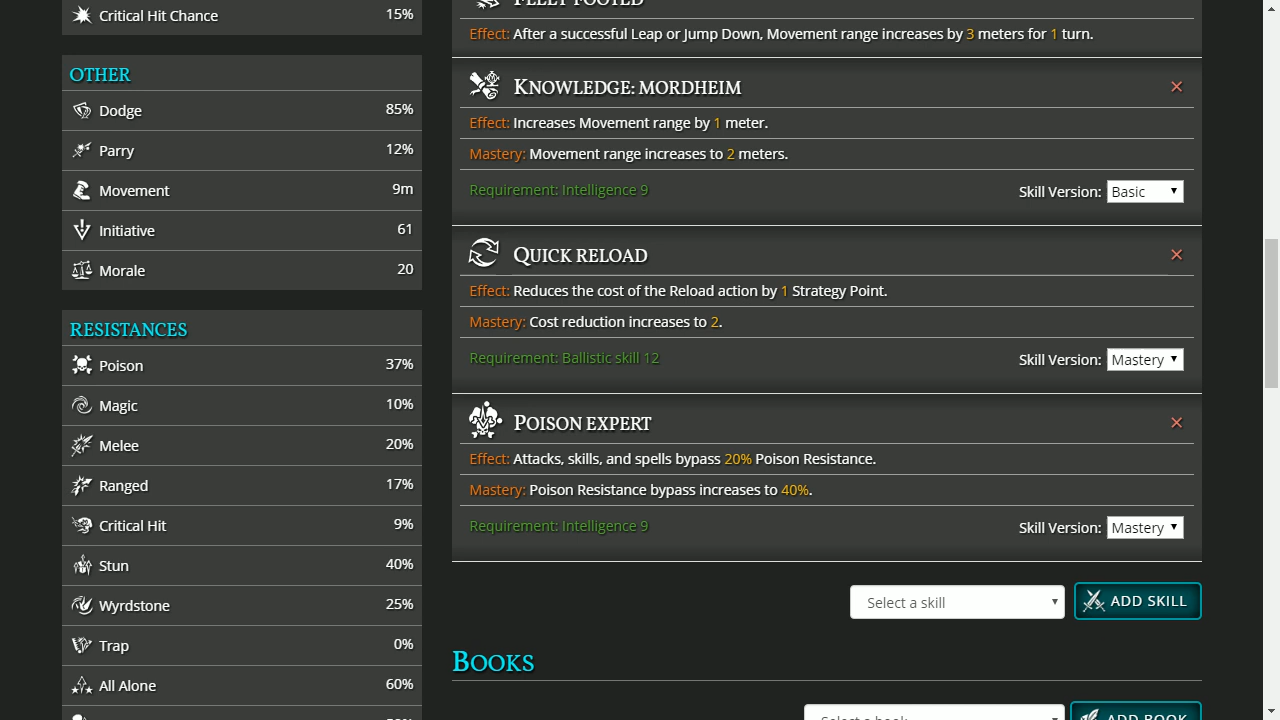 Critical Hit Chance 15%
OTHER
Dodge 85%
Parry 12%
Movement 9m
Initiative 61
Morale 20
RESISTANCES
Poison 37%
Magic 10%
Melee 20%
Ranged 17%
Critical Hit 9%
Stun 40%
Wyrdstone 25%
Trap 0%
All Alone 60%
Effect: After a successful Leap or Jump Down, Movement range increases by 3 meters for 1 turn.
KNOWLEDGE: MORDHEIM
Effect: Increases Movement range by 1 meter.
Mastery: Movement range increases to 2 meters.
Requirement: Intelligence 9 Skill Version: Basic
QUICK RELOAD
Effect: Reduces the cost of the Reload action by 1 Strategy Point.
Mastery: Cost reduction increases to 2.
Requirement: Ballistic skill 12 Skill Version: Mastery
POISON EXPERT
Effect: Attacks, skills, and spells bypass 20% Poison Resistance.
Mastery: Poison Resistance bypass increases to 40%.
Requirement: Intelligence 9 Skill Version: Mastery
Select a skill ADD SKILL
BOOKS
Select a book ADD BOOK